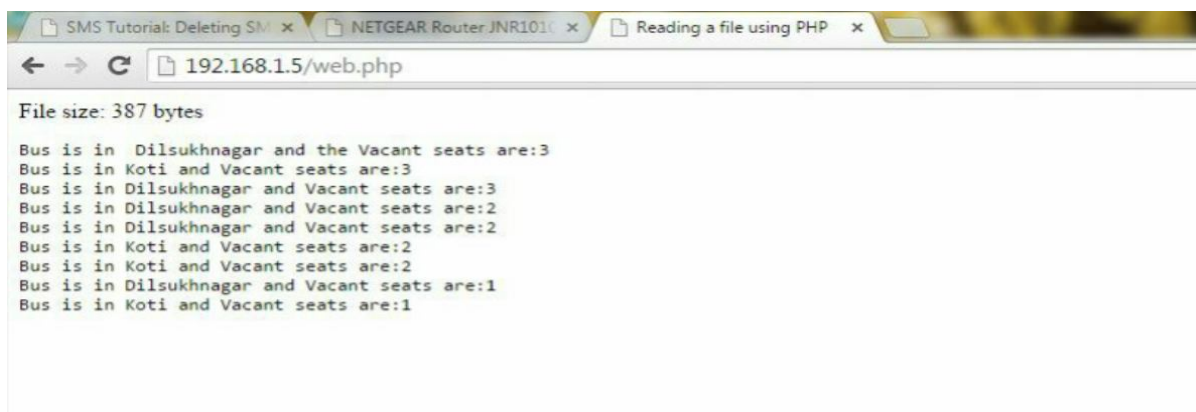 SMS Tutorial: Deleting SM
NETGEAR Router JNR101
Reading a file using PHP
192.168.1.5/web.php
File size: 387 bytes
Bus is in  Dilsukhnagar and the Vacant seats are:3
Bus is in Koti and Vacant seats are:3
Bus is in Dilsukhnagar and Vacant seats are:3
Bus is in Dilsukhnagar and Vacant seats are:2
Bus is in Dilsukhnagar and Vacant seats are:2
Bus is in Koti and Vacant seats are:2
Bus is in Koti and Vacant seats are:2
Bus is in Dilsukhnagar and Vacant seats are:1
Bus is in Koti and Vacant seats are:1